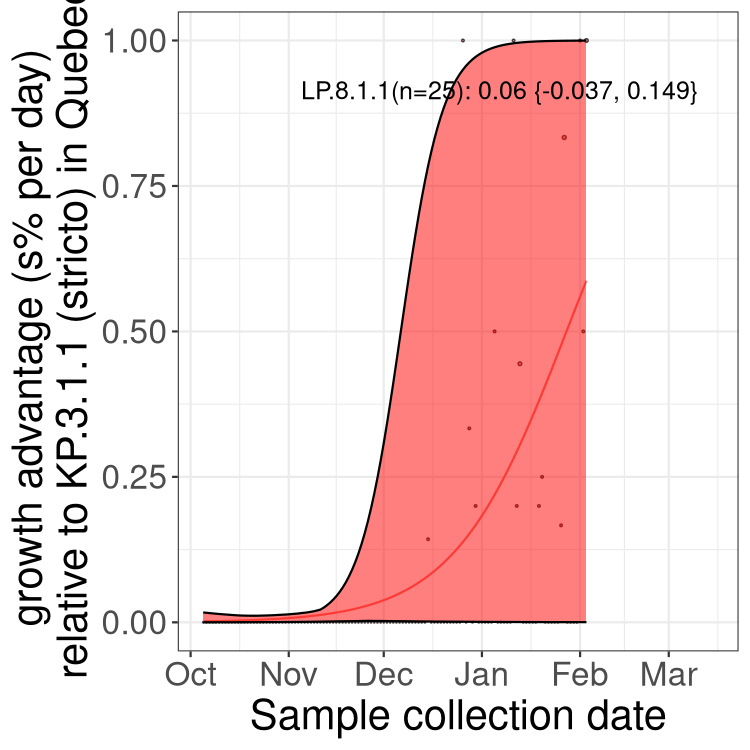 growth advantage (s% per day)
relative to KP.3.1.1 (stricto) in Quebec
1.00
0.75
0.50
0.25
0.00
LP.8.1.1(n=25): 0.06 {-0.037, 0.149}
Oct Nov Dec Jan Feb Mar
Sample collection date